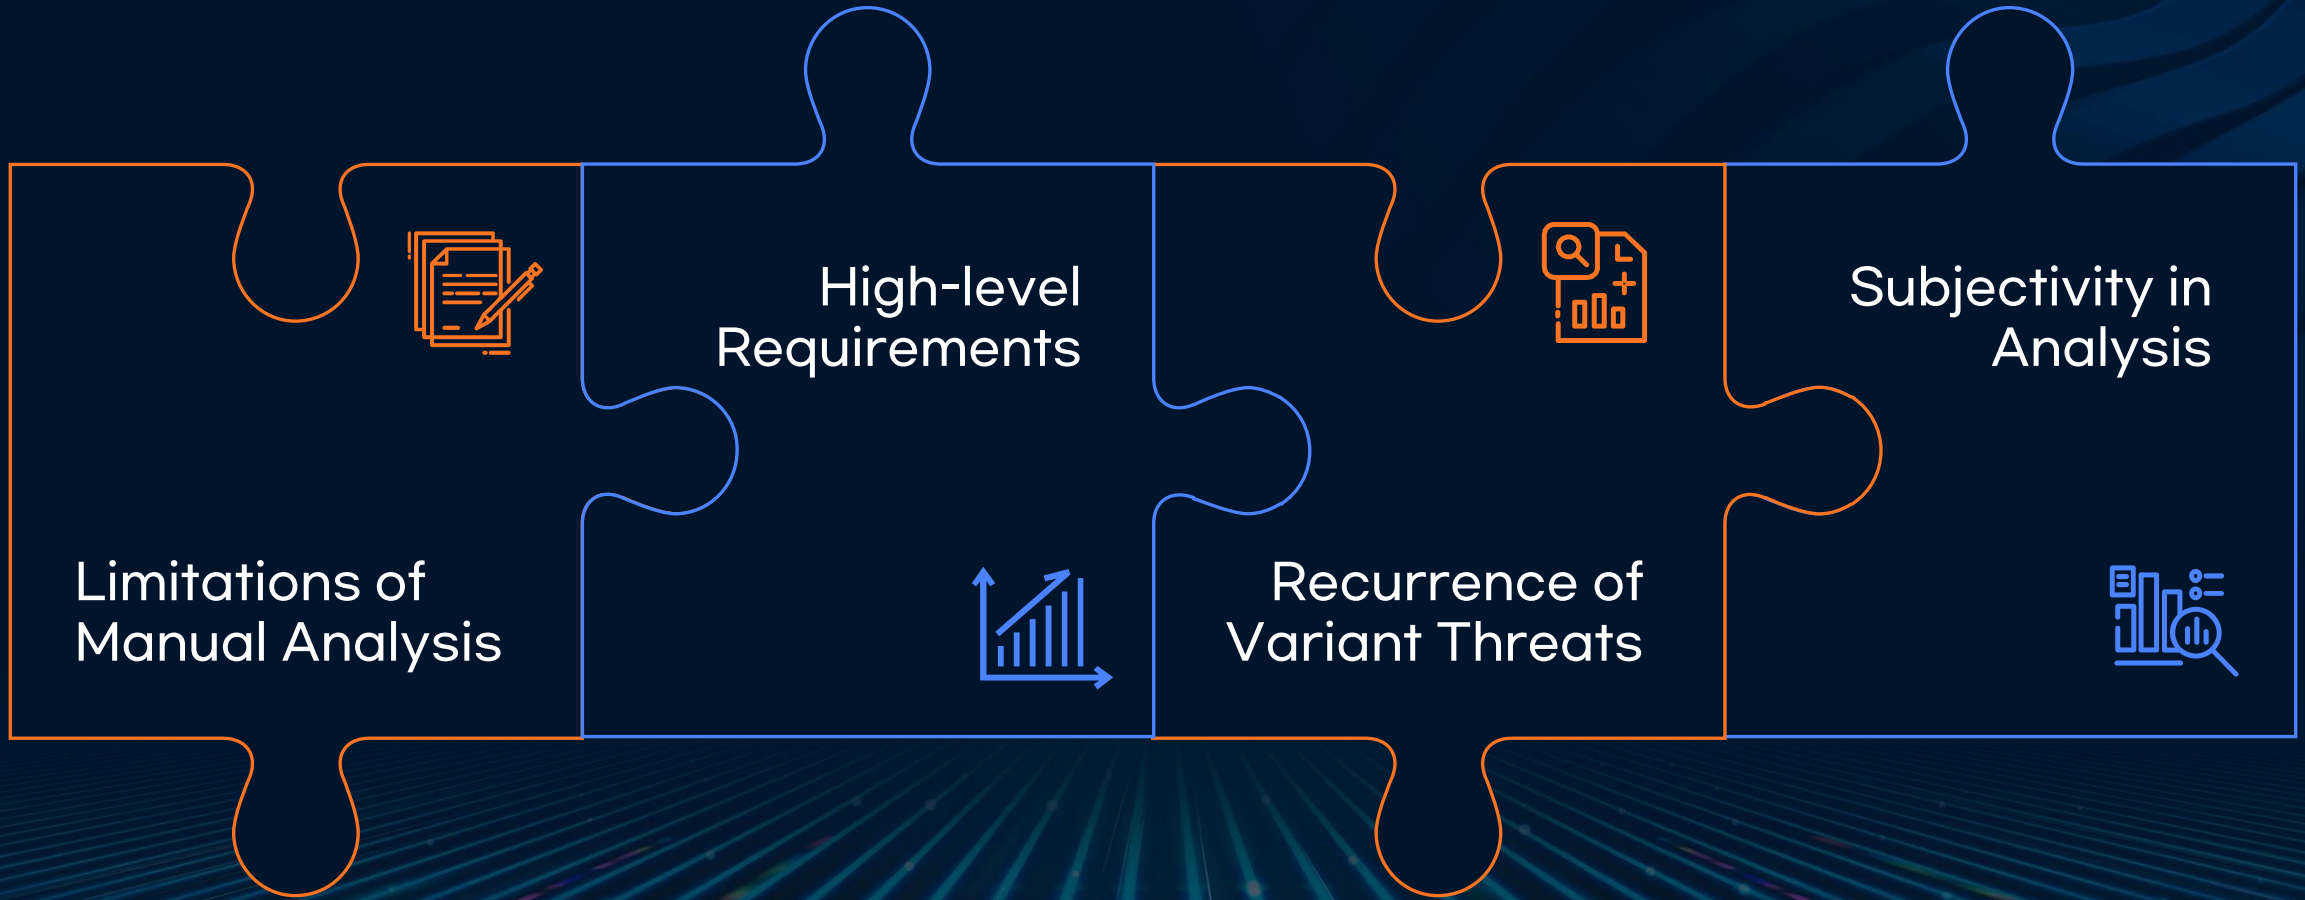 Limitations of
Manual Analysis
High-level
Requirements
Recurrence of
Variant Threats
Subjectivity in
Analysis